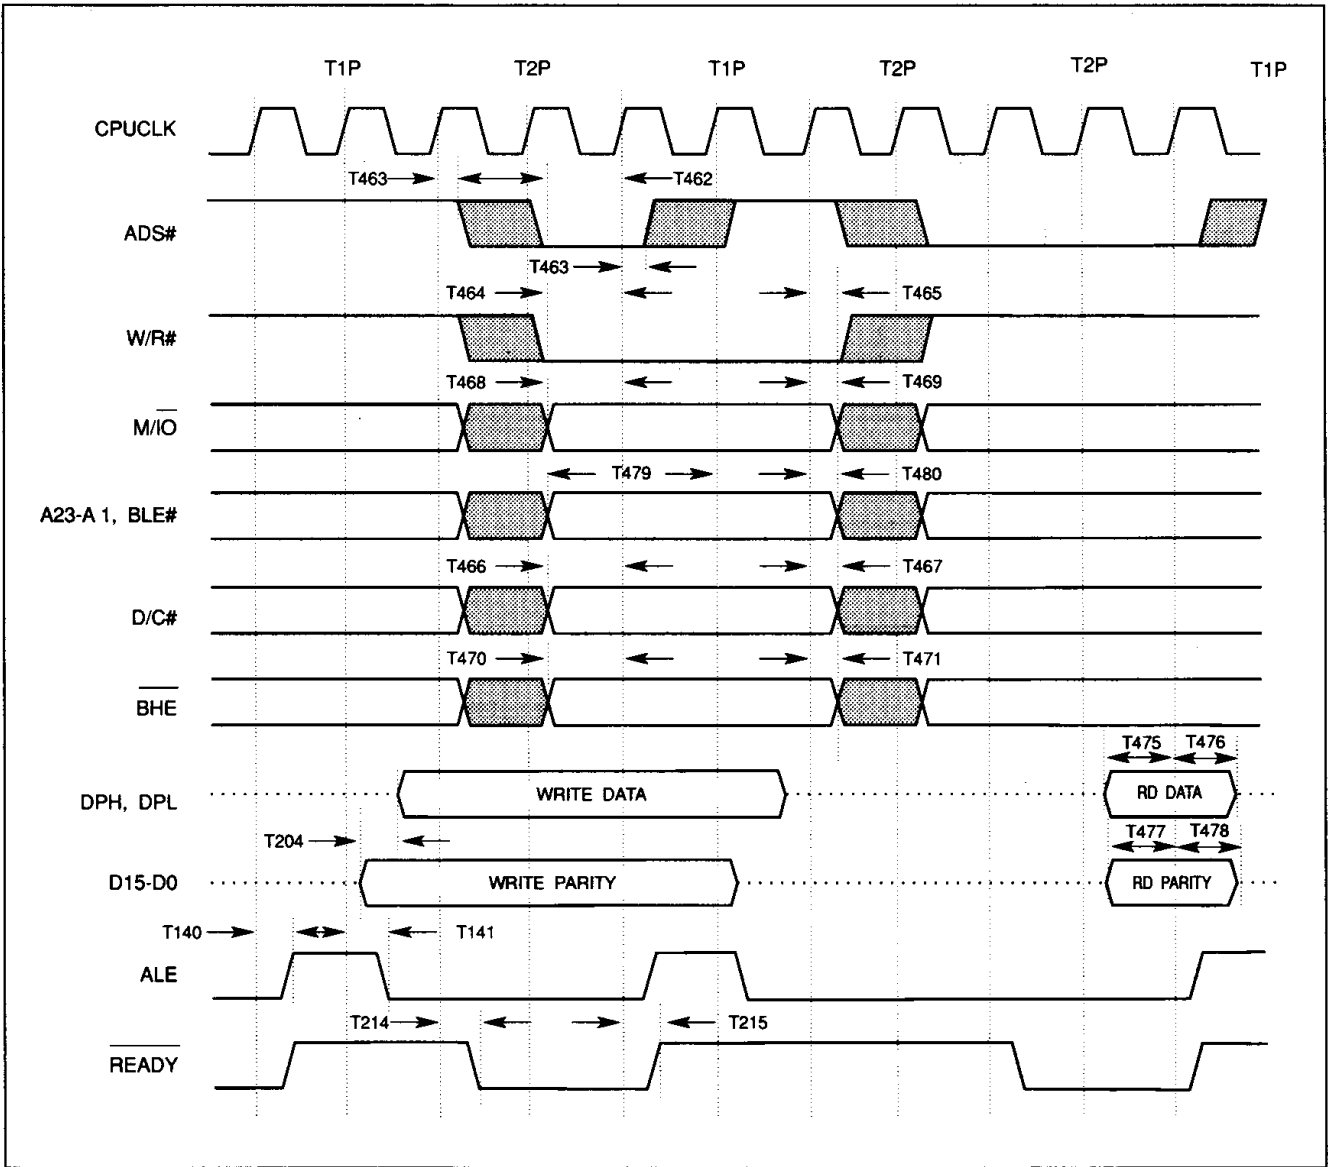 T1P T2P T1P T2P T2P T1P
CPUCLK
T463 T462
ADS#
T463
T464 T465
W/R#
T468 T469
M/IO
T479 T480
A23-A 1, BLE#
T466 T467
D/C#
T470 T471
BHE
T475 T476
DPH, DPL WRITE DATA RD DATA
T204 T477 T478
D15-D0 WRITE PARITY RD PARITY
T140 T141
ALE
T214 T215
READY